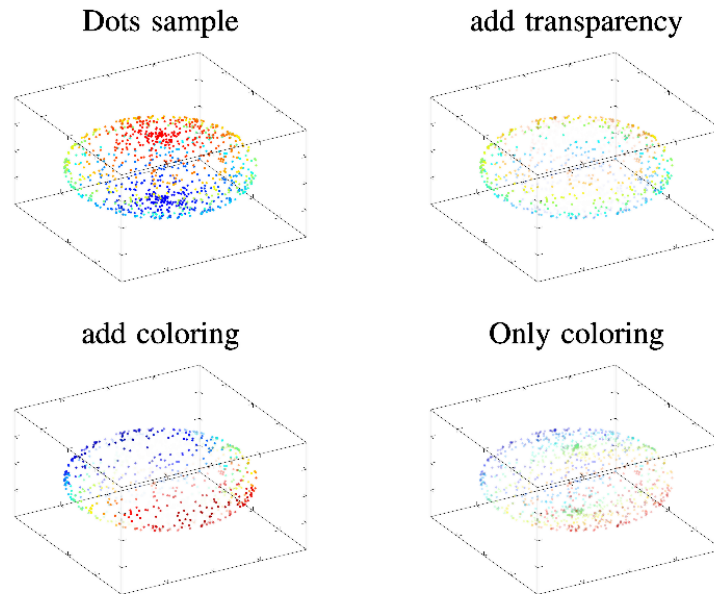 Dots sample
add transparency
add coloring
Only coloring